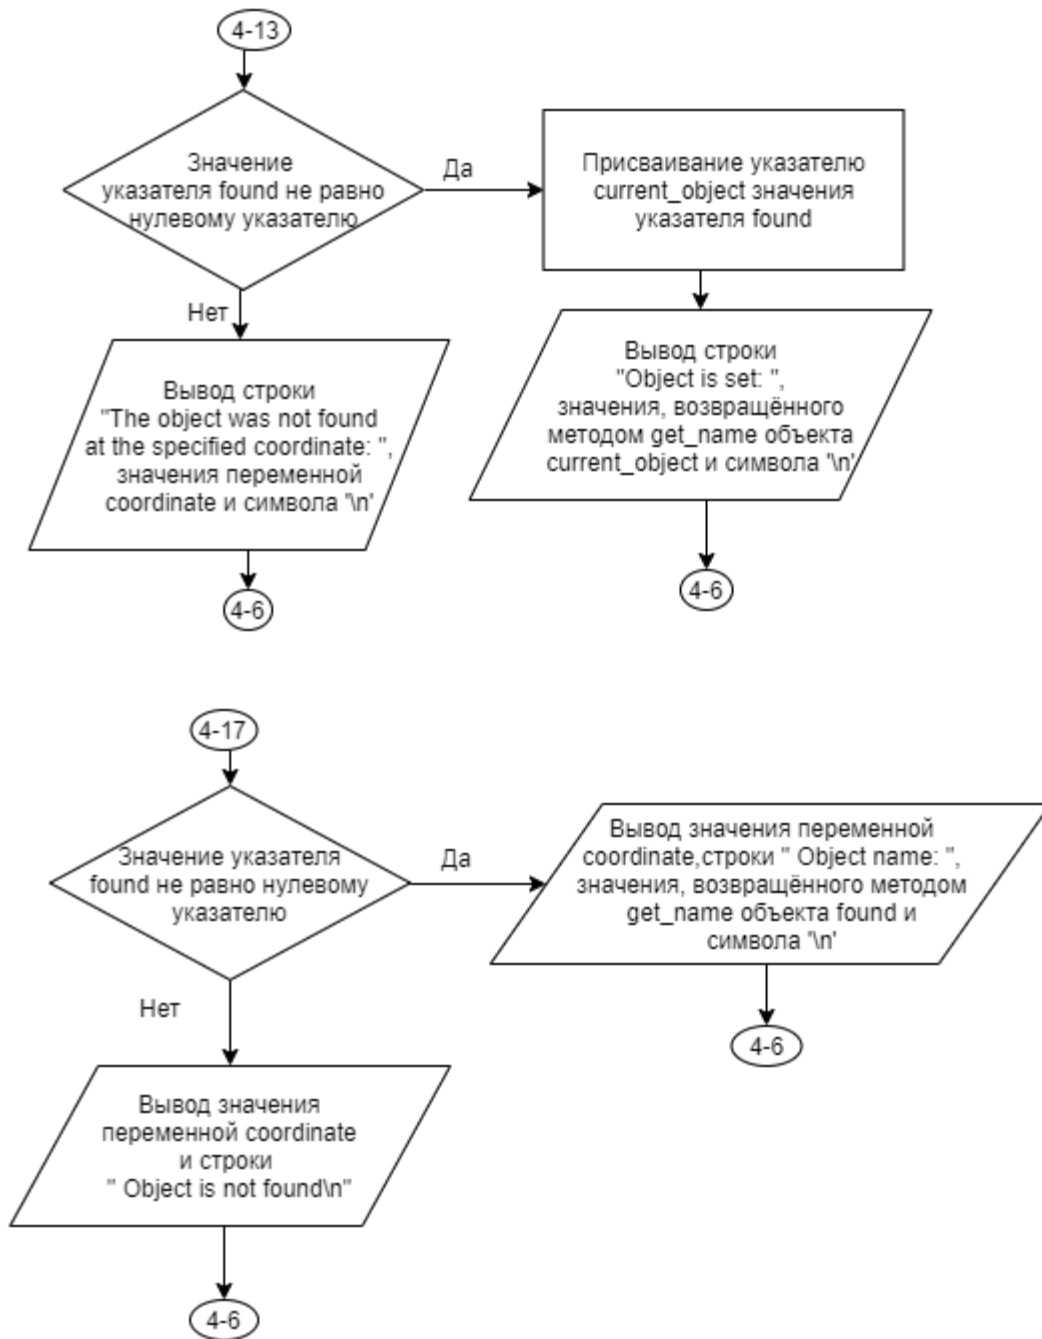 4-13
Значение
указателя found не равно
нулевому указателю
Да
Присваивание указателю
current_object значения
указателя found
Нет
Вывод строки
"The object was not found
at the specified coordinate: ",
значения переменной
coordinate и символа '\n'
Вывод строки
"Object is set: ",
значения, возвращённого
методом get_name объекта
current_object и символа '\n'
4-6
4-6
4-17
Значение указателя
found не равно нулевому
указателю
Да
Вывод значения переменной
coordinate,строки " Object name: ",
значения, возвращённого методом
get_name объекта found и
символа '\n'
Нет
4-6
Вывод значения
переменной coordinate
и строки
" Object is not found\n"
4-6